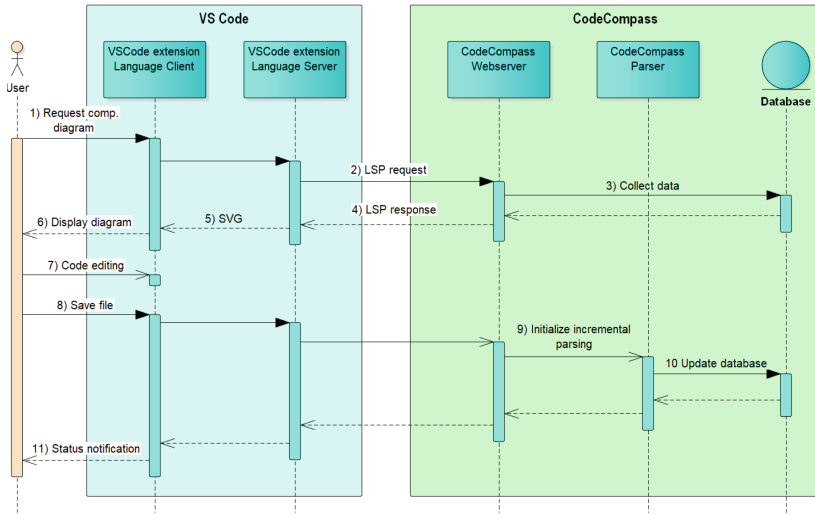 VS Code
CodeCompass
VSCode extension
Language Client
VSCode extension
Language Server
CodeCompass
Webserver
CodeCompass
Parser
User
Database
1) Request comp.
diagram
2) LSP request
3) Collect data
4) LSP response
5) SVG
6) Display diagram
7) Code editing
8) Save file
9) Initialize incremental
parsing
10 Update database
11) Status notification